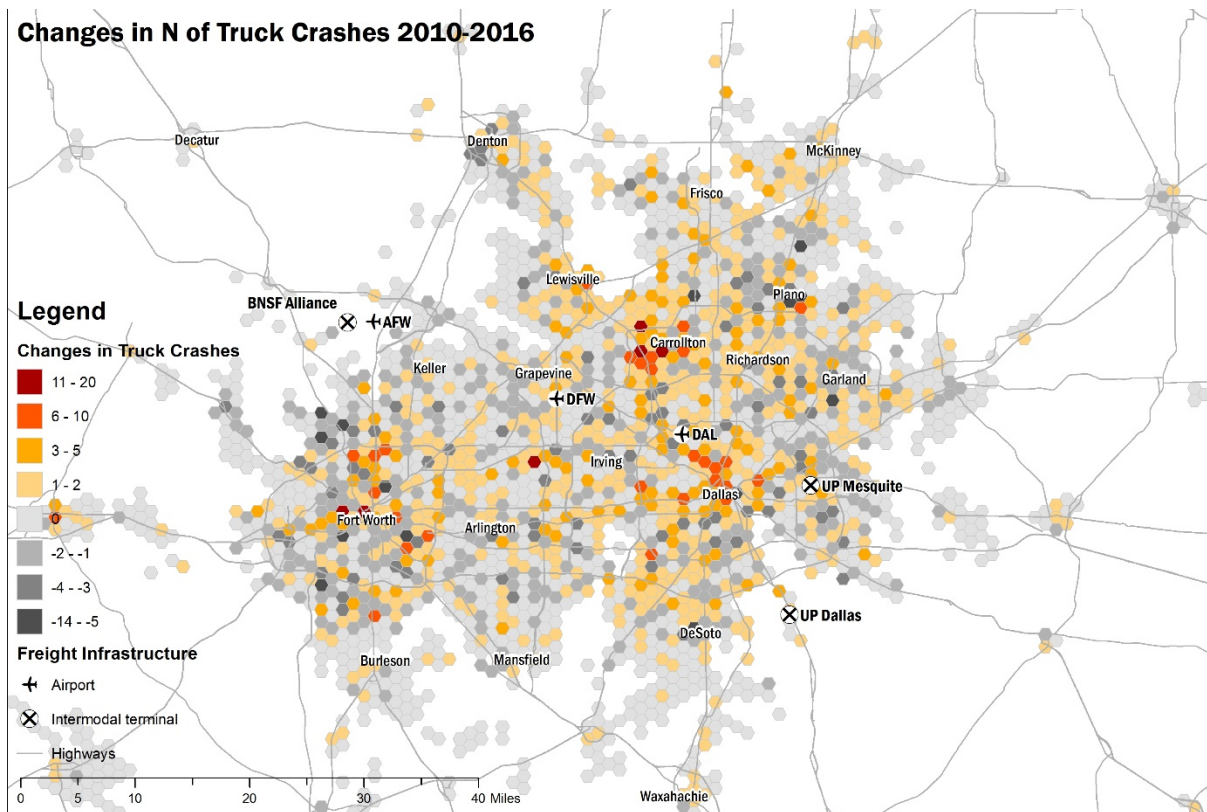 Changes in N of Truck Crashes 2010-2016
Decatur
Denton
McKinney
Frisco
Lewisville
BNSF Alliance
AFW
Plano
Carrollton
Richardson
Keller
Grapevine
Garland
DFW
DAL
Irving
UP Mesquite
Dallas
Fort Worth
Arlington
UP Dallas
DeSoto
Burleson
Mansfield
Waxahachie
Legend
Changes in Truck Crashes
11 - 20
6 - 10
3 - 5
1 - 2
0
-2 - -1
-4 - -3
-14 - -5
Freight Infrastructure
Airport
Intermodal terminal
Highways
0 5 10 20 30 40 Miles